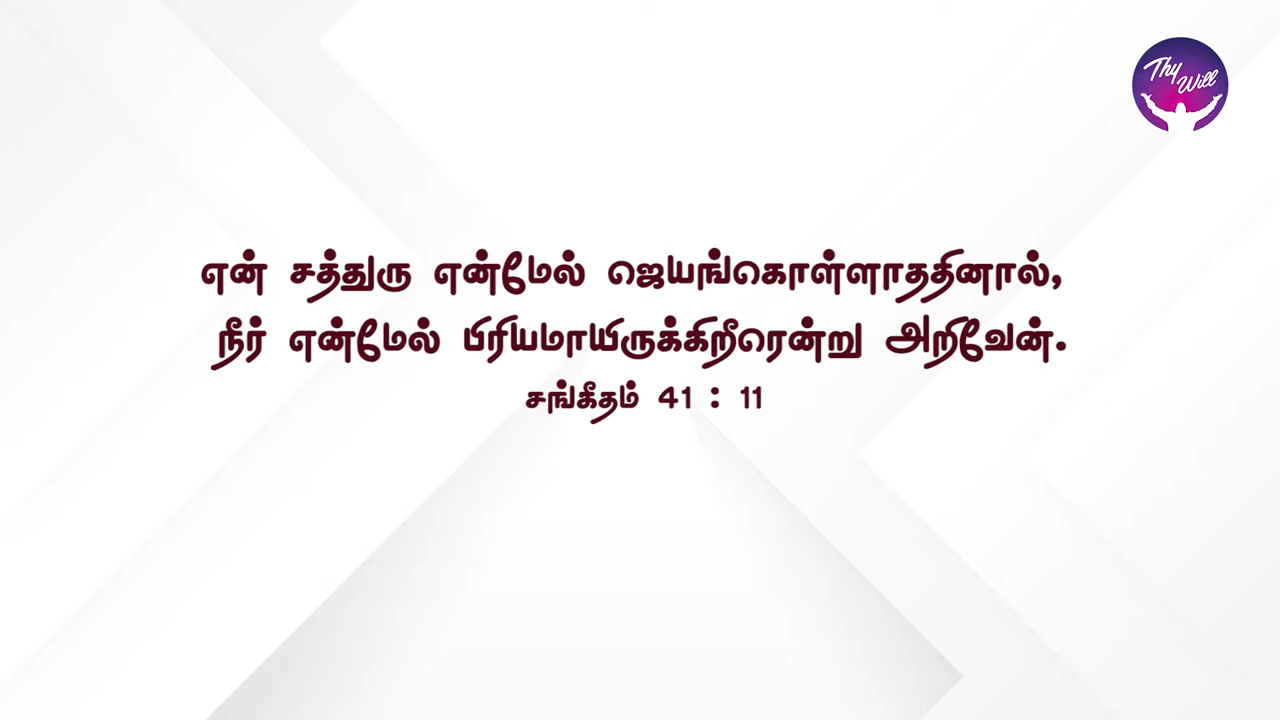 Thy Will
என் சத்துரு என்மேல் ஜெயங்கொள்ளாததினால்,
நீர் என்மேல் பிரியமாயிருக்கிறீரென்று அறிவேன்.
சங்கீதம் 41 : 11